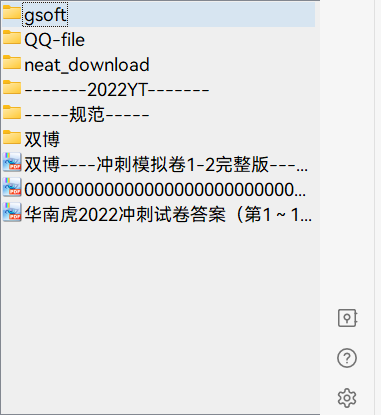 gsoft
QQ-file
neat_download
-------2022YT-------
-----规范-----
双博
双博----冲刺模拟卷1-2完整版---...
0000000000000000000000000000...
华南虎2022冲刺试卷答案（第1~1...